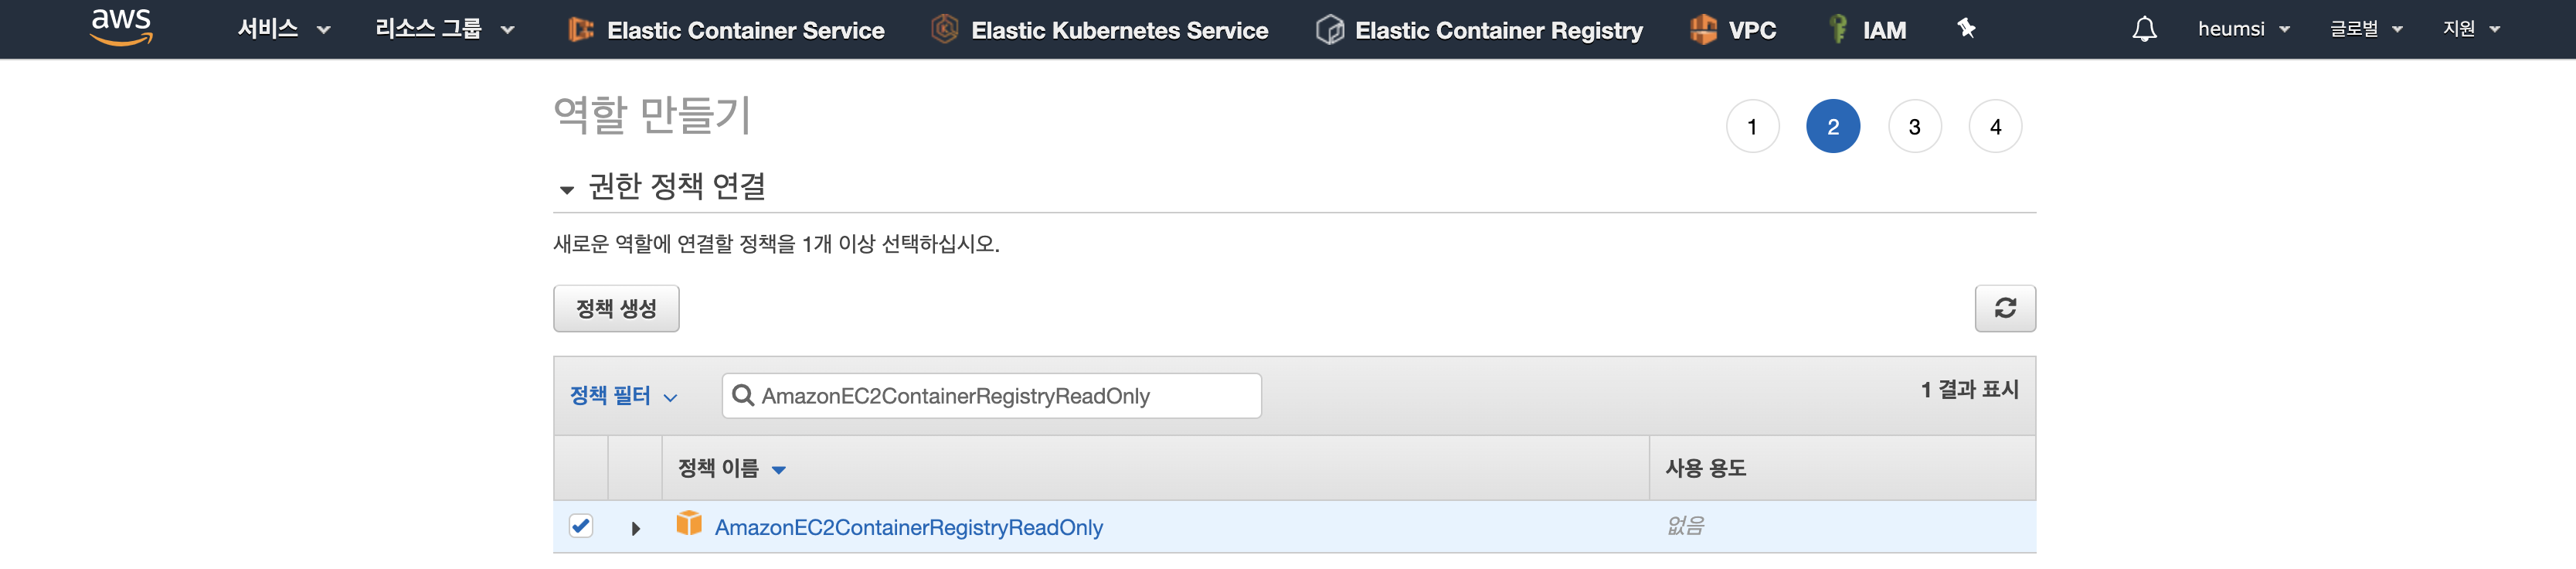 aws 서비스 리소스 그룹 Elastic Container Service Elastic Kubernetes Service Elastic Container Registry VPC IAM heumsi 글로벌 지원
역할 만들기
1 2 3 4
권한 정책 연결
새로운 역할에 연결할 정책을 1개 이상 선택하십시오.
정책 생성
정책 필터 AmazonEC2ContainerRegistryReadOnly 1 결과 표시
정책 이름 사용 용도
AmazonEC2ContainerRegistryReadOnly 없음